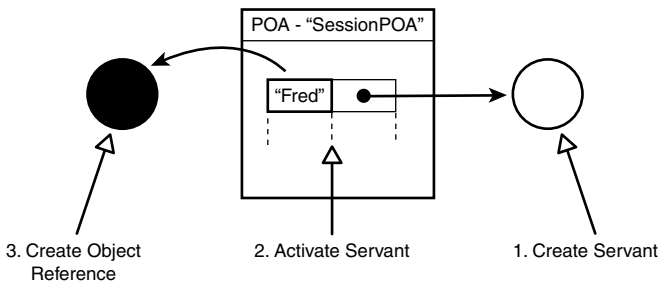 POA - “SessionPOA”
“Fred”
3. Create Object
Reference
2. Activate Servant
1. Create Servant